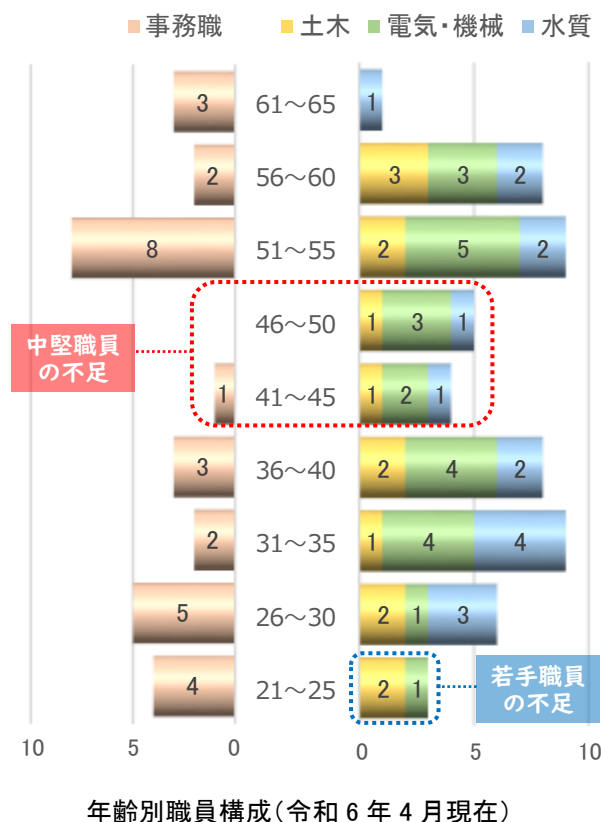 事務職 土木 電気・機械 水質
3 61～65 1
2 56～60 3 3 2
8 51～55 2 5 2
46～50 1 3 1
中堅職員
の不足
1 41～45 1 2 1
3 36～40 2 4 2
2 31～35 1 4 4
5 26～30 2 1 3
4 21～25 2 1
若手職員
の不足
10 5 0 0 5 10
年齢別職員構成(令和6年4月現在)